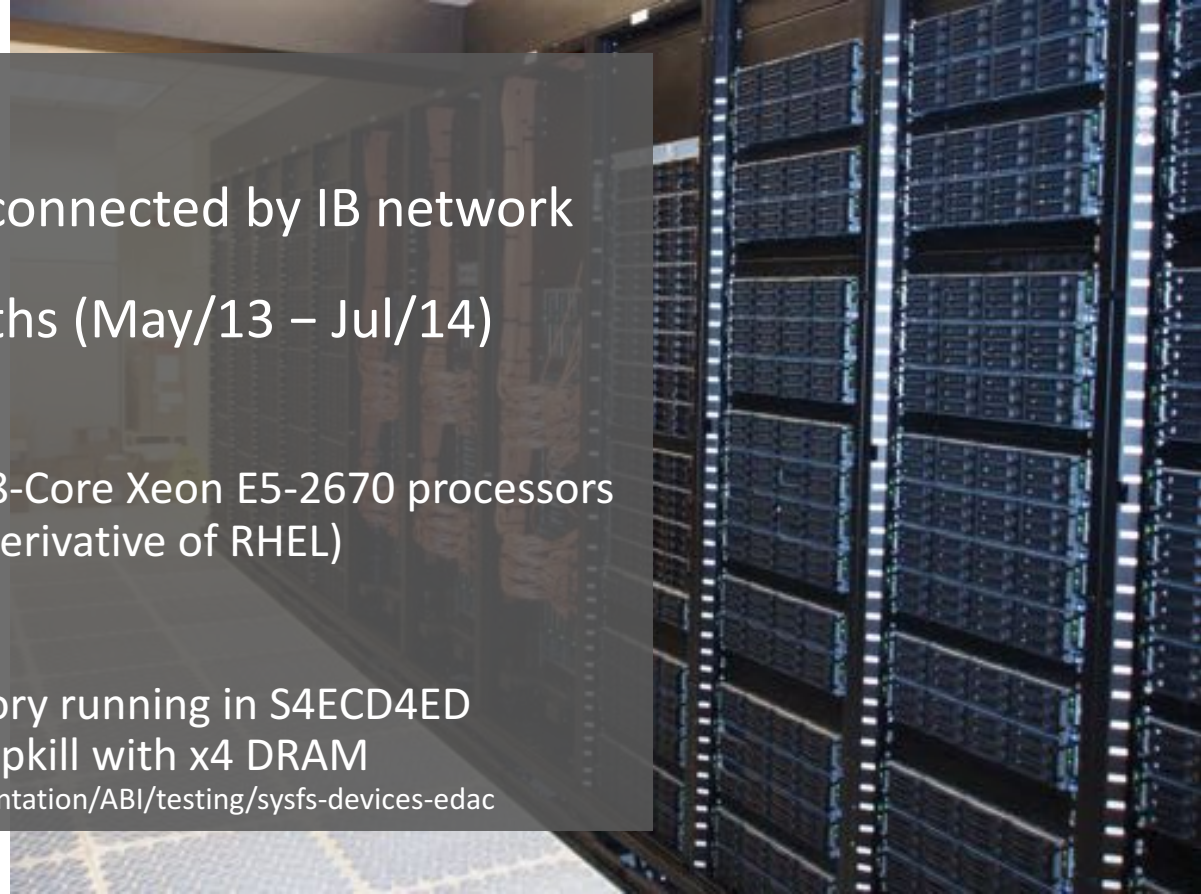 connected by IB network
ths (May/13 – Jul/14)
8-Core Xeon E5-2670 processors
erivative of RHEL)
ory running in S4ECD4ED
pkill with x4 DRAM
ntation/ABI/testing/sysfs-devices-edac